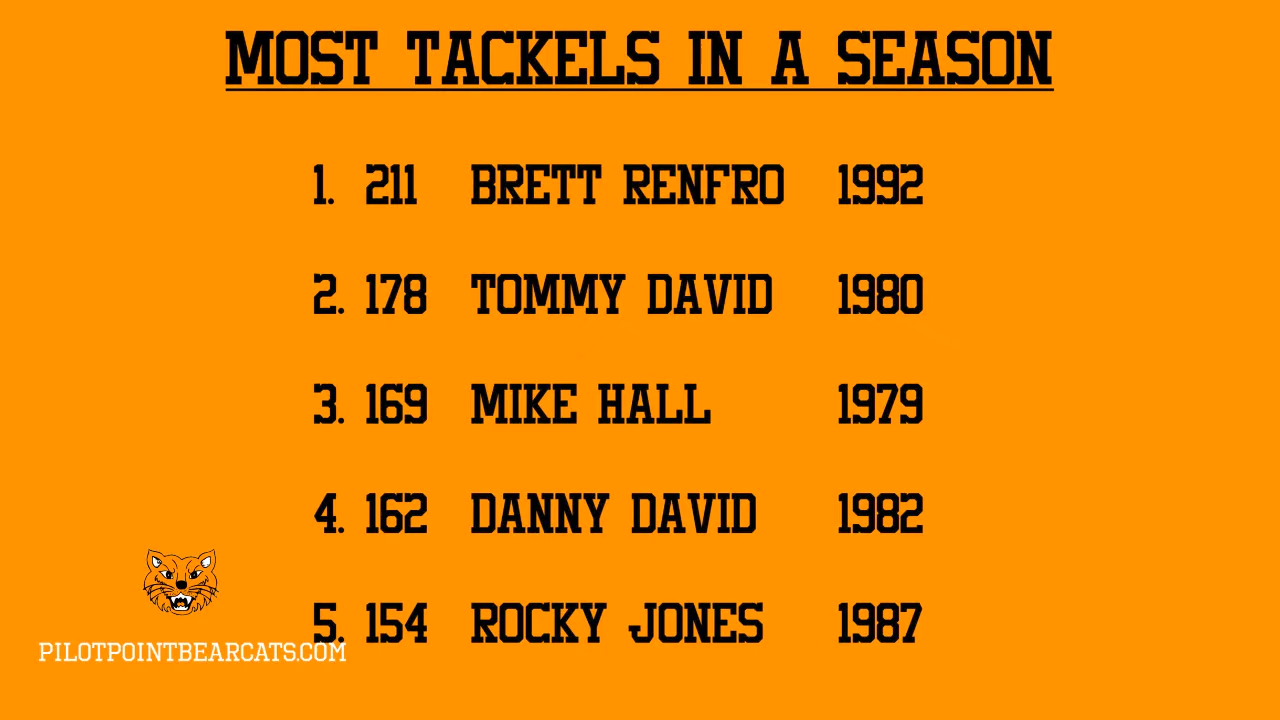 MOST TACKELS IN A SEASON
1. 211 BRETT RENFRO 1992
2. 178 TOMMY DAVID 1980
3. 169 MIKE HALL 1979
4. 162 DANNY DAVID 1982
5. 154 ROCKY JONES 1987
PILOTPOINTBEARCATS.COM